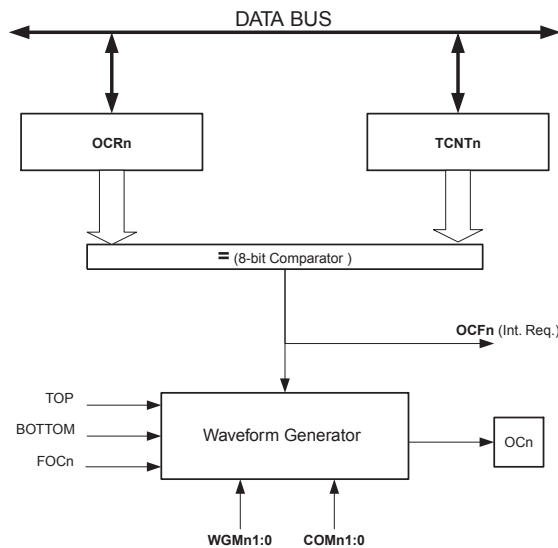 DATA BUS
OCRn
TCNTn
= (8-bit Comparator )
OCFn (Int. Req.)
TOP
BOTTOM
FOCn
Waveform Generator
OCn
WGMn1:0
COMn1:0